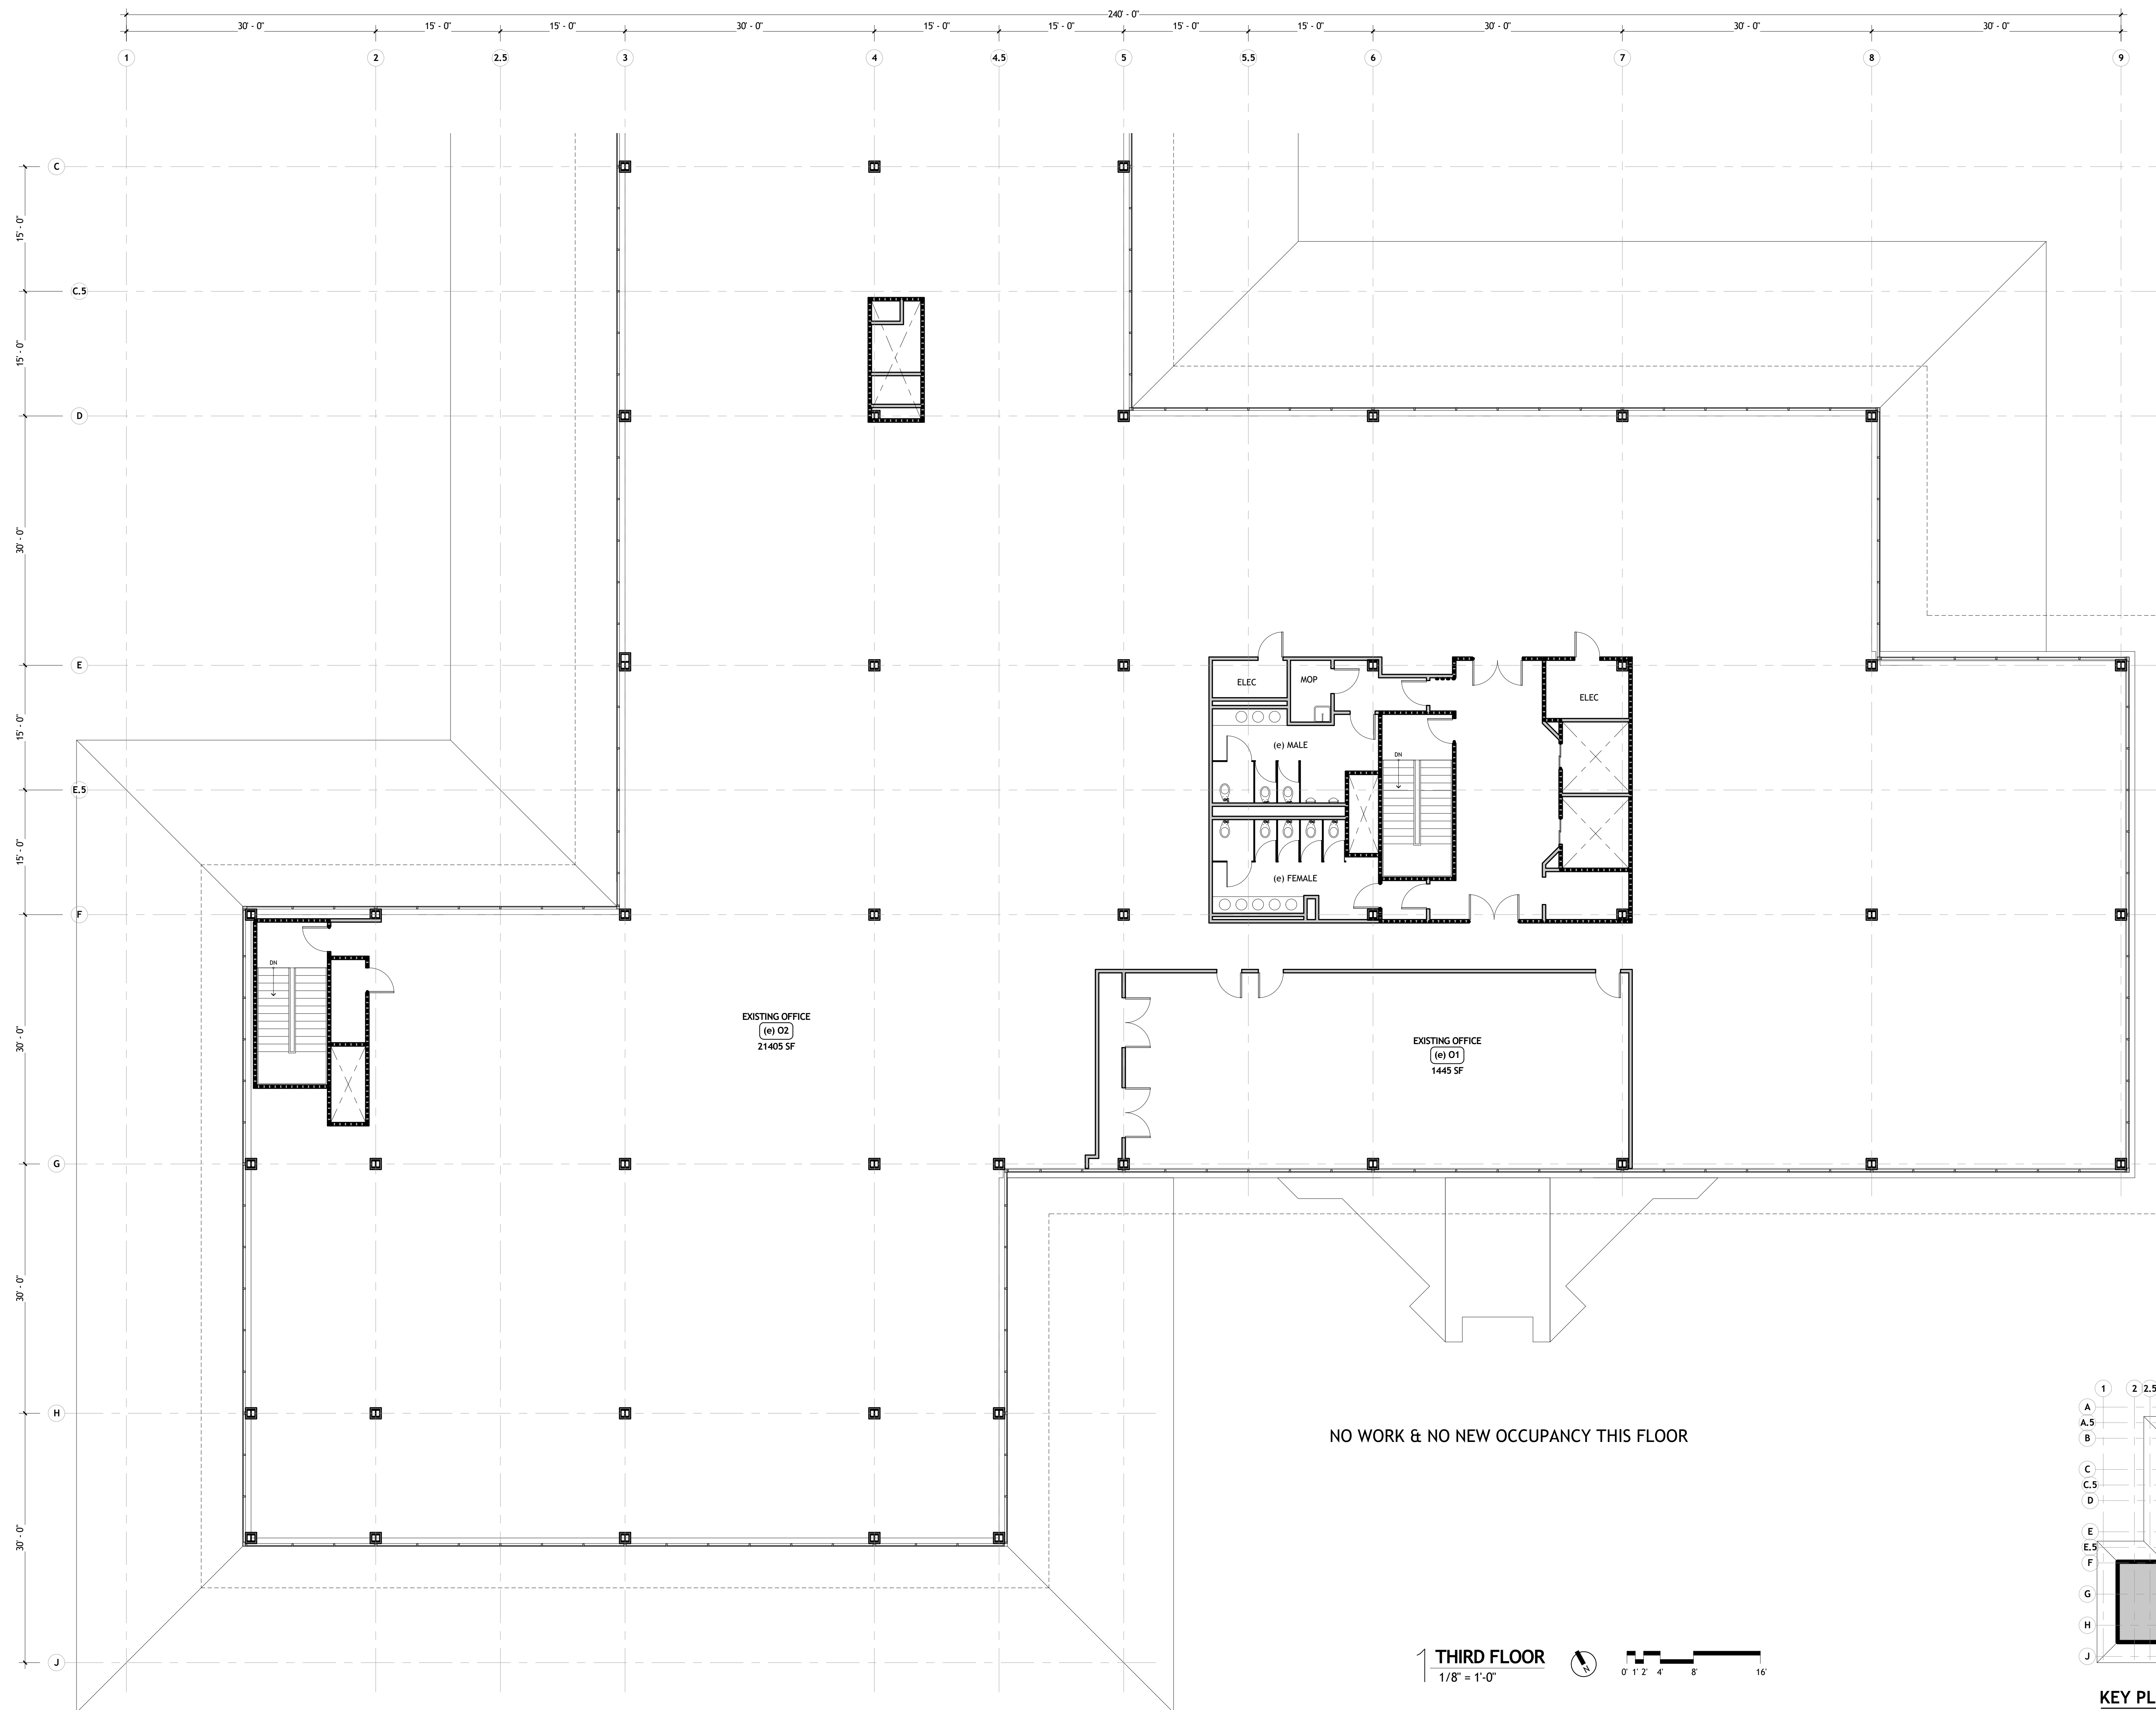 240' - 0"
30' - 0"
15' - 0"
15' - 0"
30' - 0"
15' - 0"
15' - 0"
15' - 0"
15' - 0"
30' - 0"
30' - 0"
30' - 0"
1
2
2.5
3
4
4.5
5
5.5
6
7
8
9
C
15' - 0"
C.5
15' - 0"
D
30' - 0"
E
15' - 0"
E.5
15' - 0"
F
30' - 0"
G
30' - 0"
H
30' - 0"
J
ELEC
MOP
ELEC
(e) MALE
DN
(e) FEMALE
DN
EXISTING OFFICE
(e) O2
21405 SF
EXISTING OFFICE
(e) O1
1445 SF
NO WORK & NO NEW OCCUPANCY THIS FLOOR
1
THIRD FLOOR
1/8" = 1'-0"
N
0' 1' 2' 4' 8' 16'
1 2 2.5
A
A.5
B
C
C.5
D
E
E.5
F
G
H
J
KEY PL